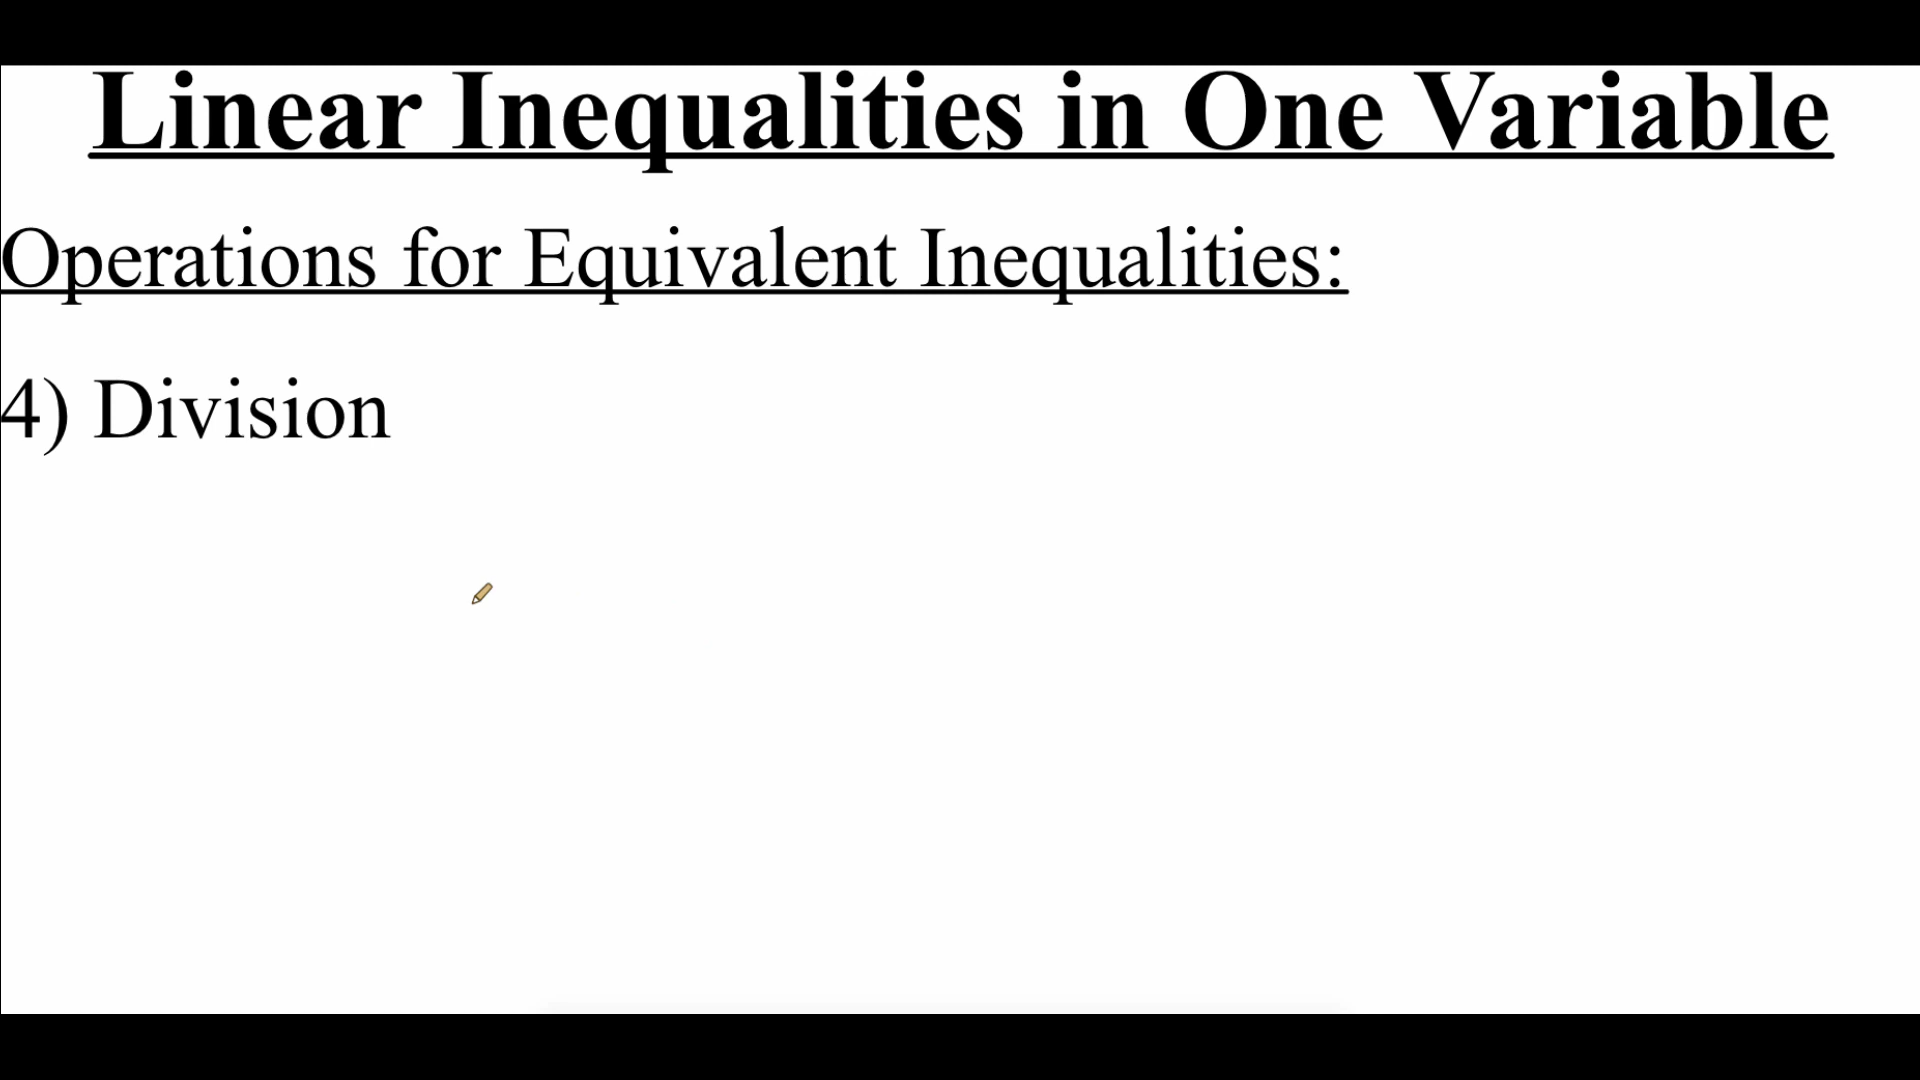 Linear Inequalities in One Variable
Operations for Equivalent Inequalities:
4) Division